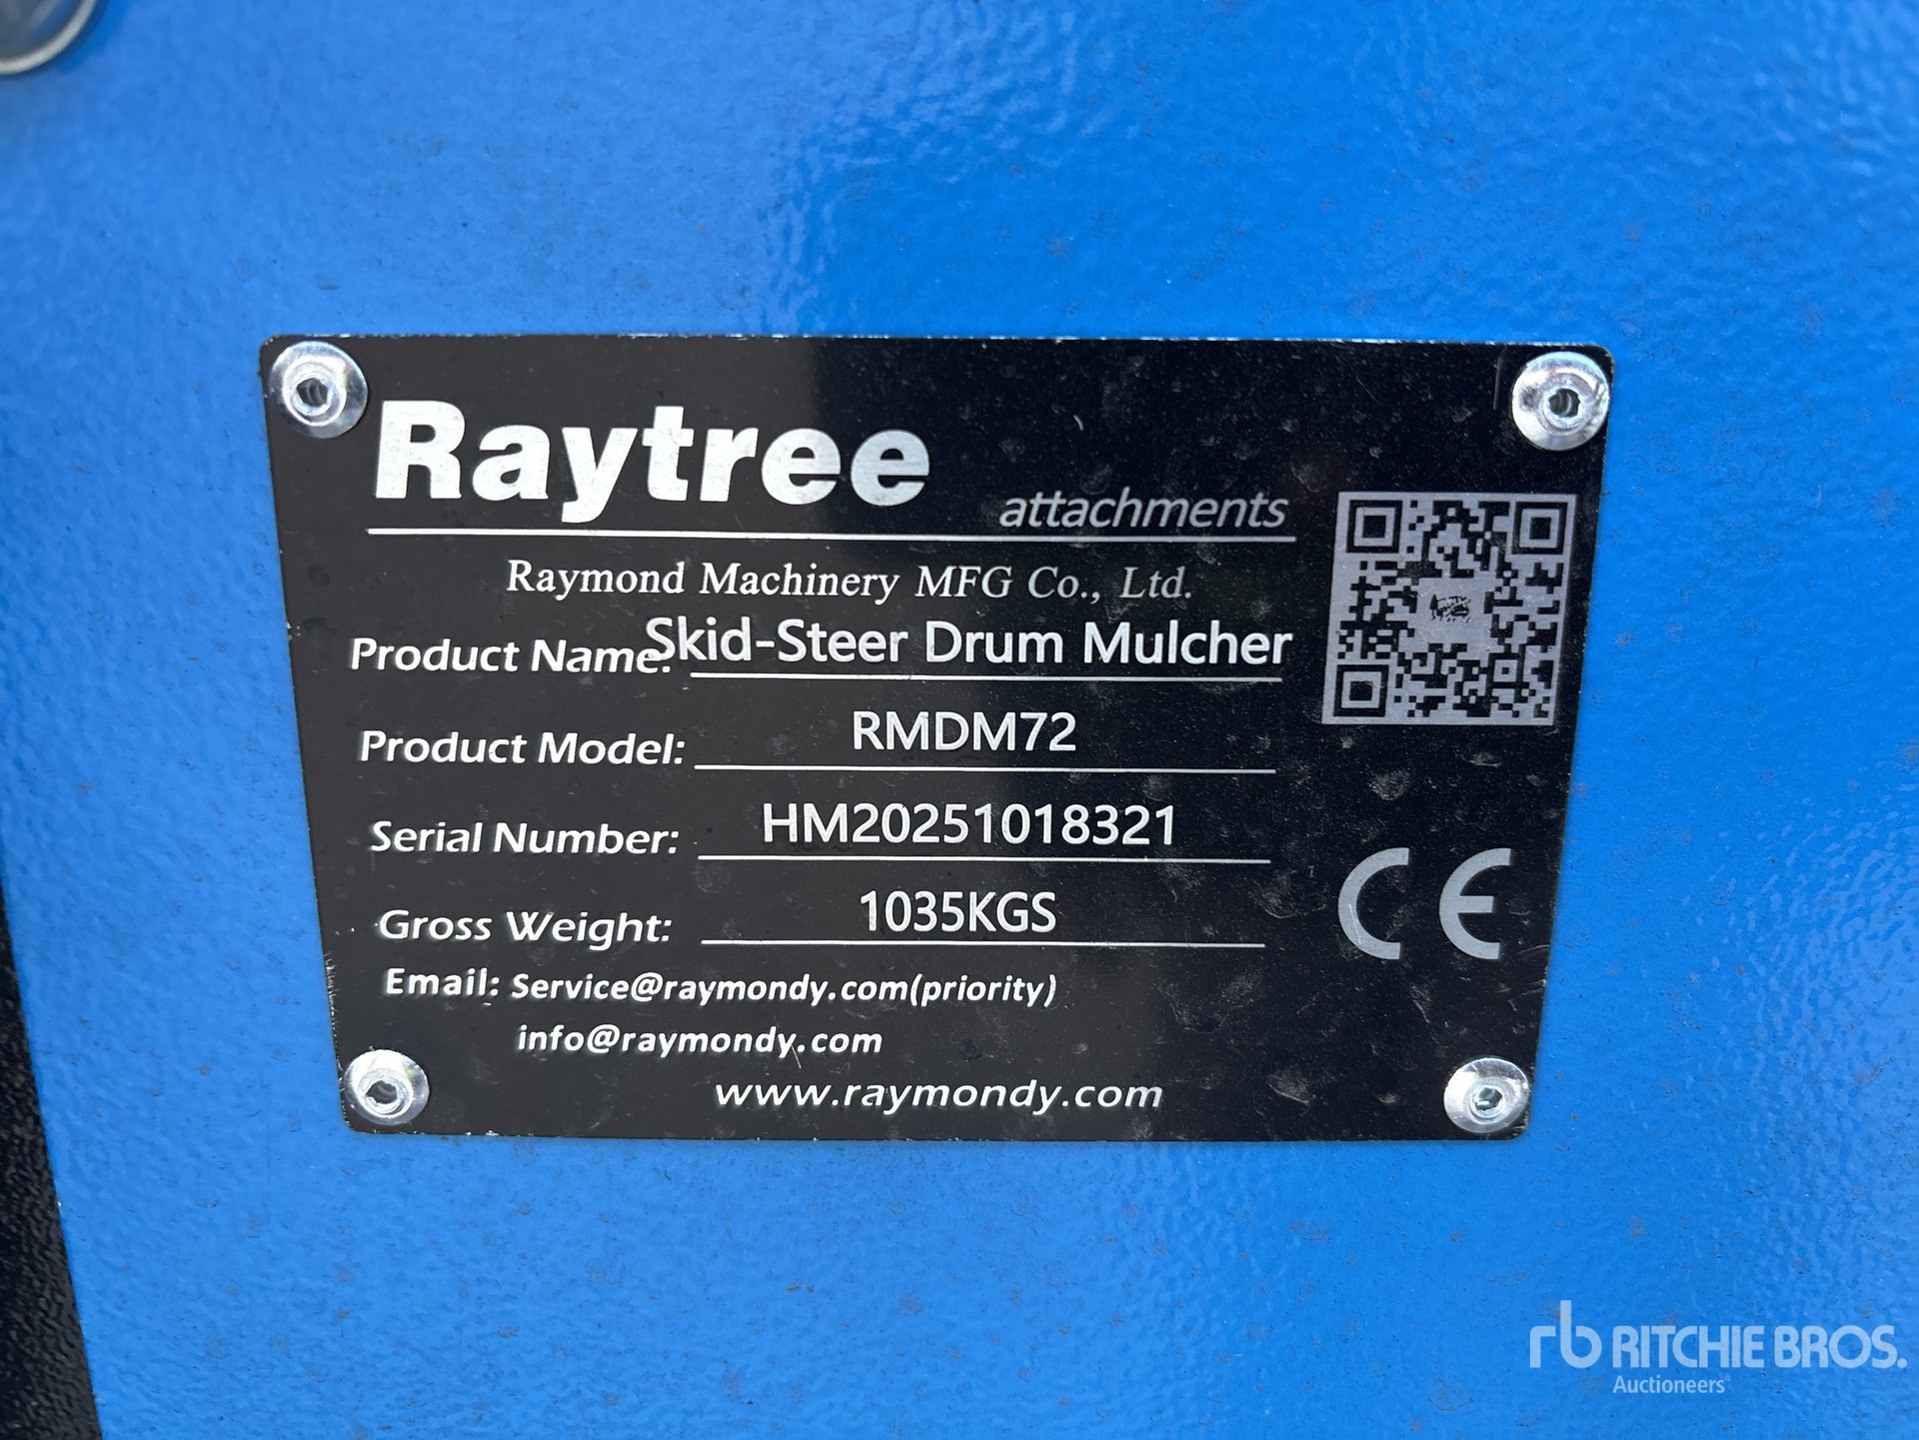 Raytree
attachments
Raymond Machinery MFG Co., Ltd.
Product Name: Skid-Steer Drum Mulcher
Product Model: RMDM72
Serial Number: HM20251018321
Gross Weight: 1035KGS
Email: Service@raymondy.com(priority)
info@raymondy.com
www.raymondy.com
CE
rb RITCHIE BROS.
Auctioneers